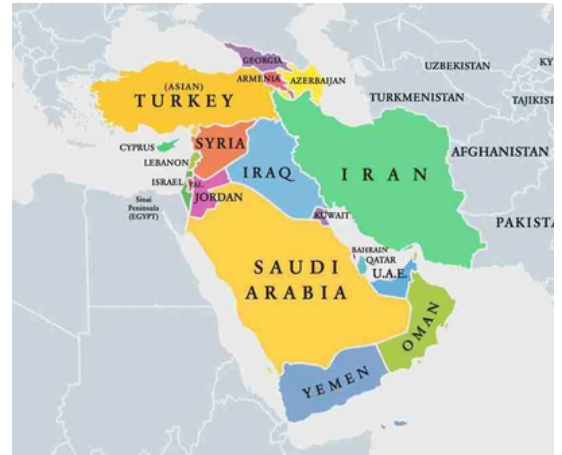 GEORGIA
UZBEKISTAN
KY
ARMENIA
AZERBAIJAN
(ASIAN)
TURKEY
TURKMENISTAN
TAJIKIST
CYPRUS
SYRIA
LEBANON
AFGHANISTAN
IRAQ
IRAN
ISRAEL
PAL.
JORDAN
Sinai
Peninsula
(EGYPT)
KUWAIT
PAKISTA
BAHRAIN
QATAR
SAUDI
ARABIA
U.A.E.
OMAN
YEMEN